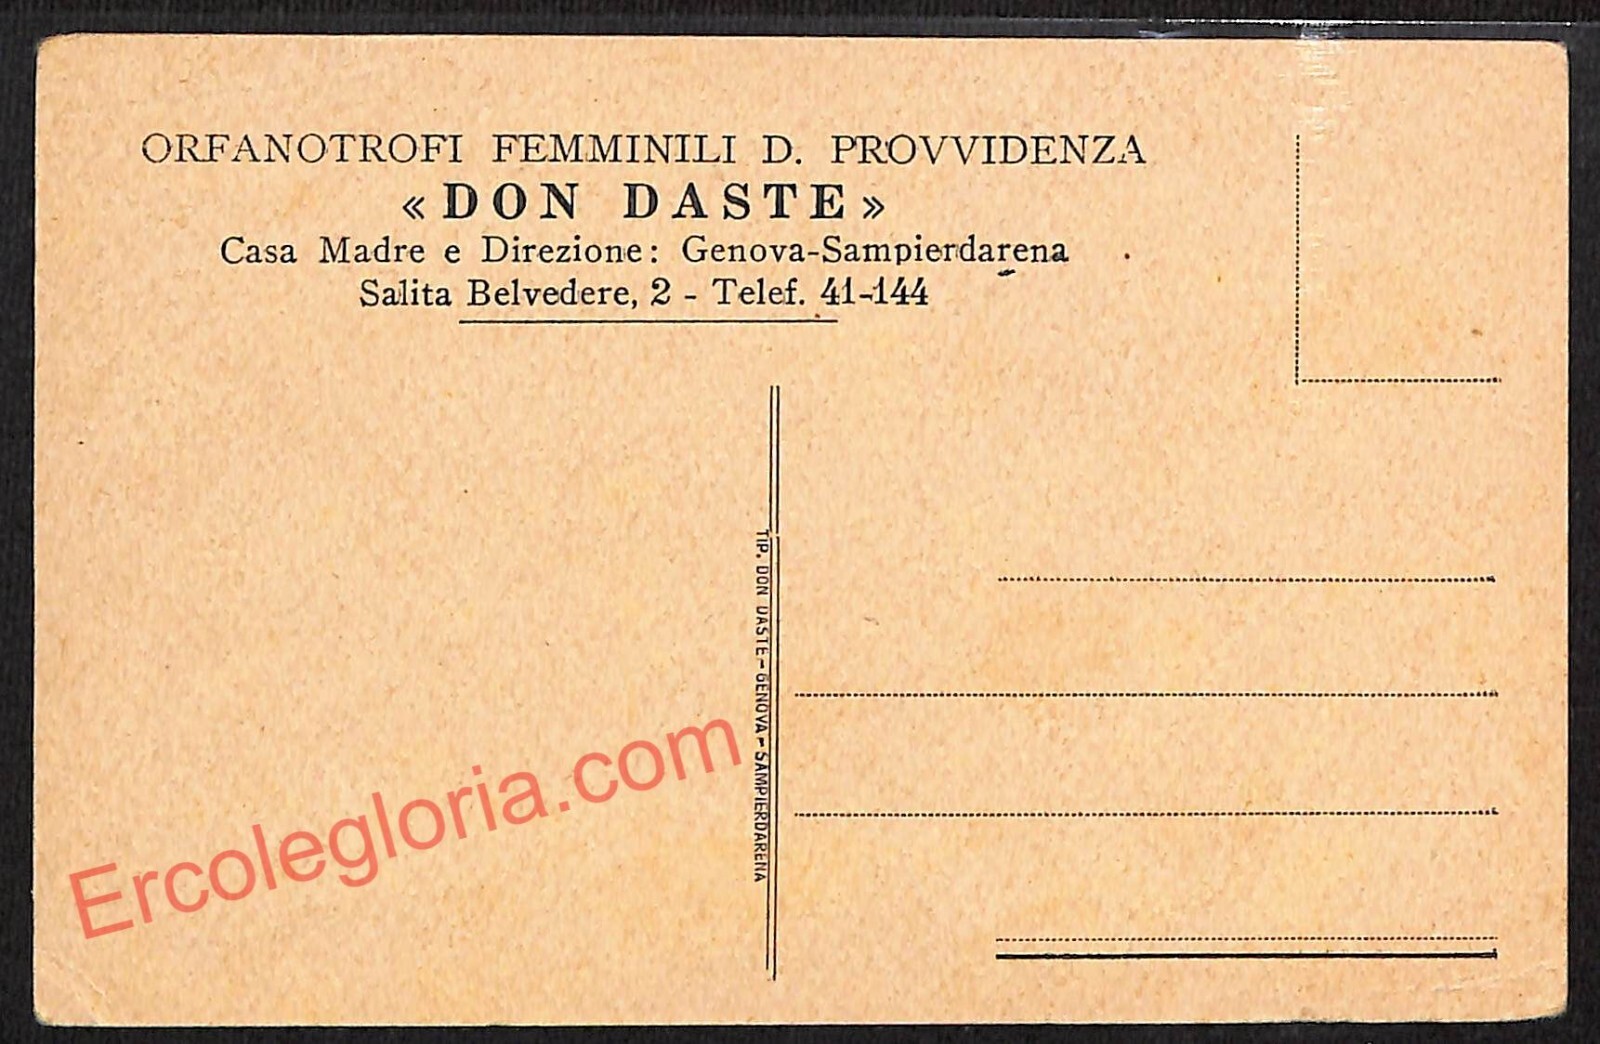 ORFANOTROFI FEMMINILI D. PROVVIDENZA
« DON DASTE »
Casa Madre e Direzione: Genova-Sampierdarena
Salita Belvedere, 2 - Telef. 41-144
TIP. DON DASTE - GENOVA - SAMPIERDARENA
Ercolegloria.com